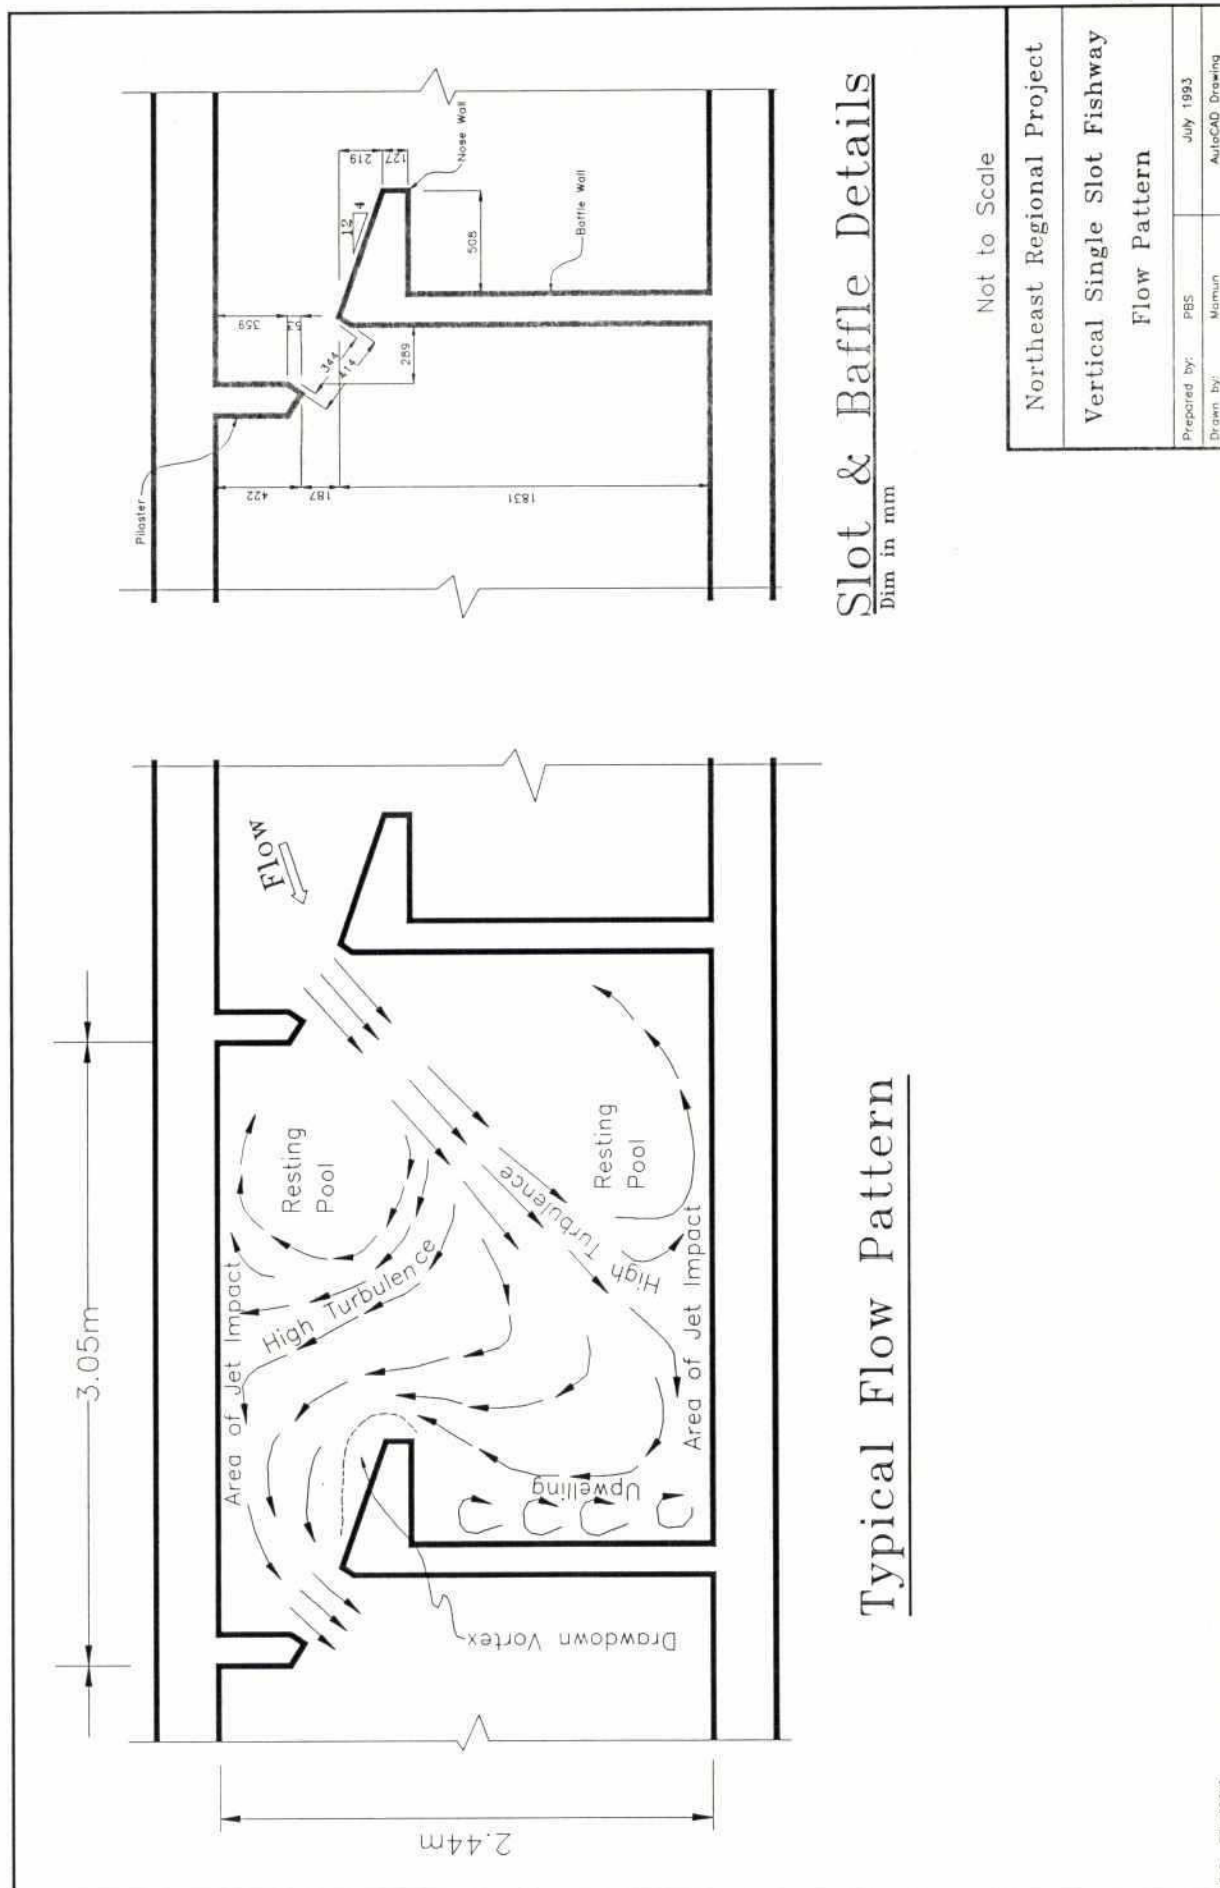 3.05m
2.44m
Flow
Resting
Pool
Area of Jet Impact
High Turbulence
High Turbulence
Resting
Pool
Area of Jet Impact
Upwelling
Drawdown Vortex
Typical Flow Pattern
Pilaster
422
187
1831
359
53
344
414
289
219
127
12
4
508
Nose Wall
Baffle Wall
Slot & Baffle Details
Dim in mm
Not to Scale
Northeast Regional Project
Vertical Single Slot Fishway
Flow Pattern
Prepared by: PBS
July 1993
Drawn by: Mamun
AutoCAD Drawing